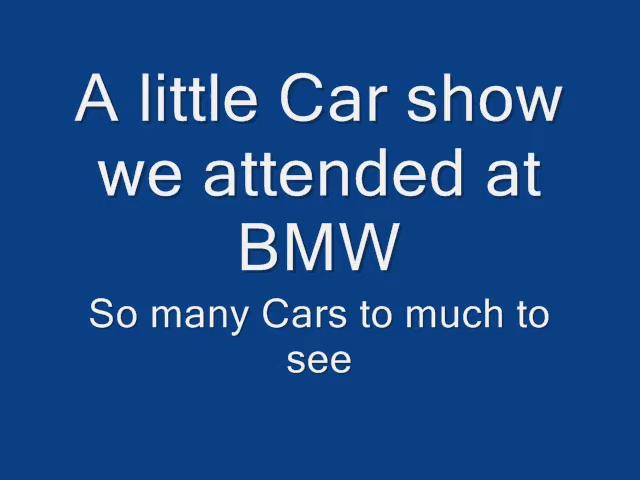 A little Car show
we attended at
BMW
So many Cars to much to
see